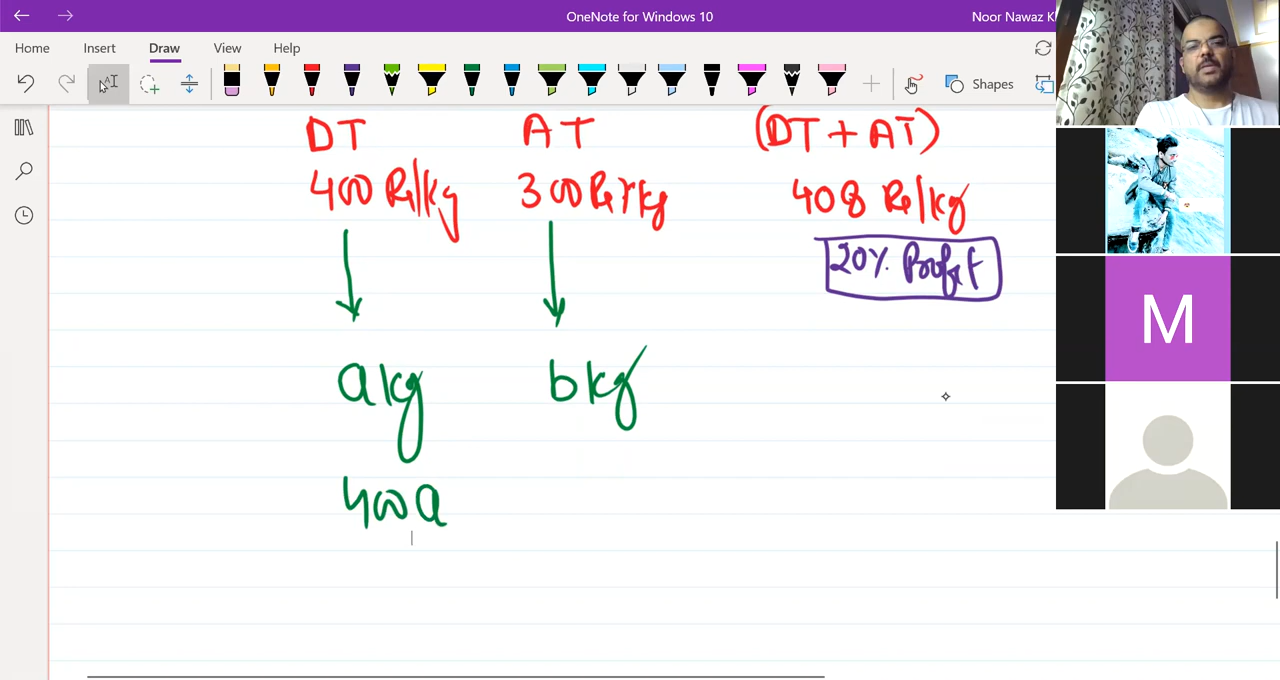 OneNote for Windows 10
Noor Nawaz K
Home Insert Draw View Help
Shapes
DT AT (DT + AT)
400 Rs/kg 300 Rs/kg 408 Rs/kg
20% Profit
a kg b kg
400a
M